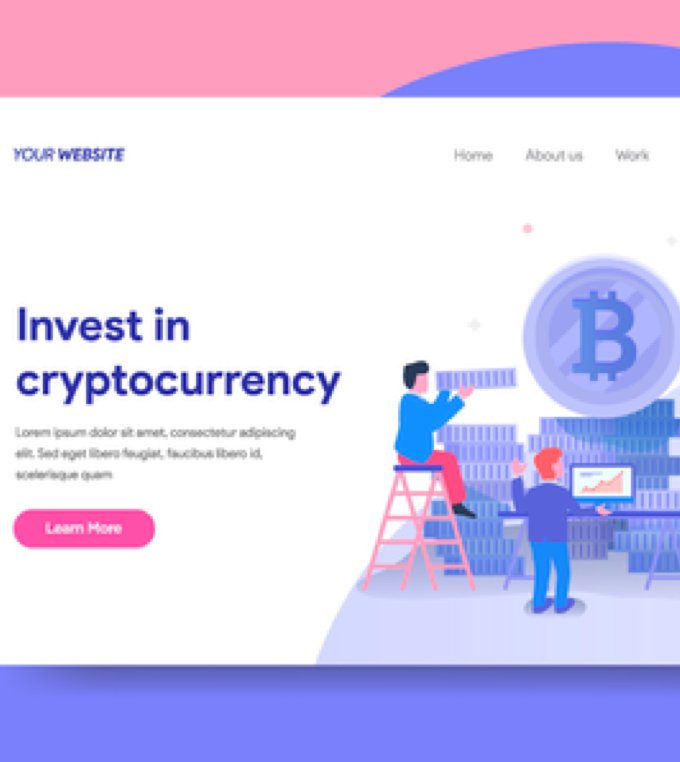 YOUR WEBSITE
Home About us Work
Invest in
cryptocurrency
Lorem ipsum dolor sit amet, consectetur adipiscing
elit. Sed eget libero feugiat, faucibus libero id,
scelerisque quam
Learn More